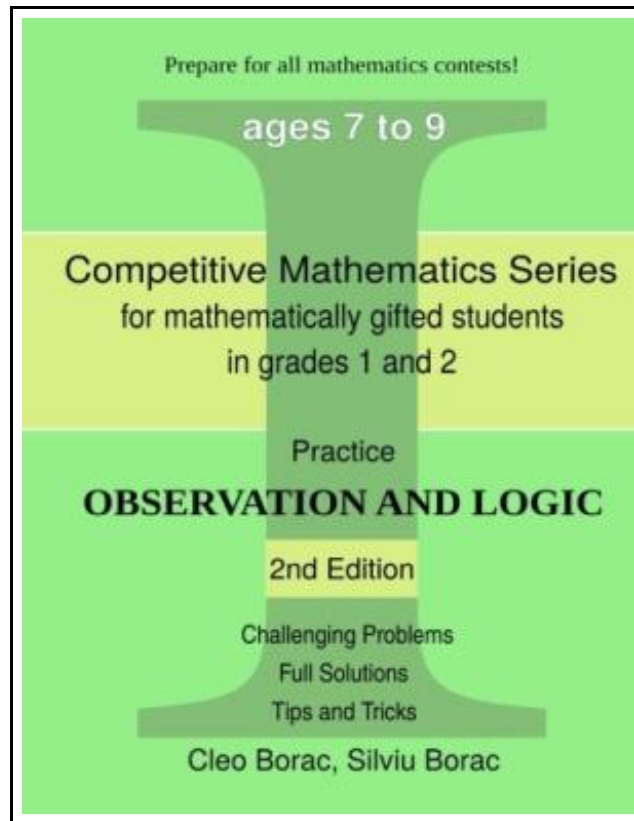 Prepare for all mathematics contests!
ages 7 to 9
Competitive Mathematics Series
for mathematically gifted students
in grades 1 and 2
Practice
OBSERVATION AND LOGIC
2nd Edition
Challenging Problems
Full Solutions
Tips and Tricks
Cleo Borac, Silviu Borac